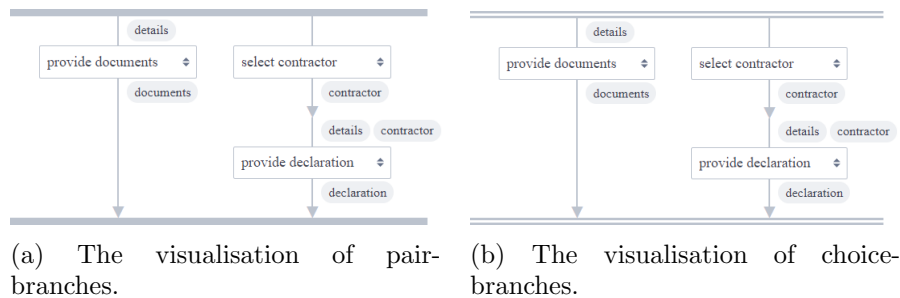 details
provide documents
select contractor
documents
contractor
details contractor
provide declaration
declaration
(a) The visualisation of pair-
branches.
details
provide documents
select contractor
documents
contractor
details contractor
provide declaration
declaration
(b) The visualisation of choice-
branches.